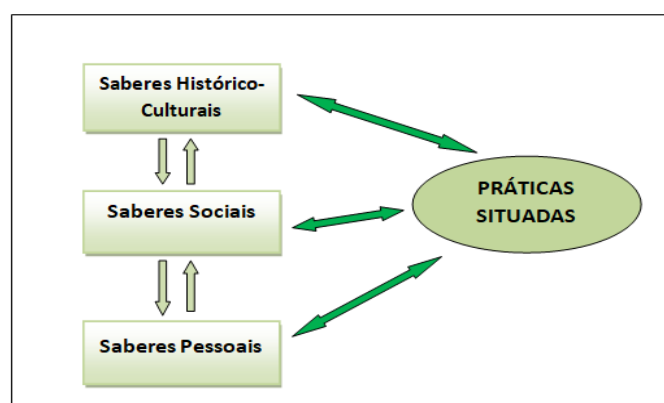 Saberes Histórico-
Culturais
Saberes Sociais
Saberes Pessoais
PRÁTICAS
SITUADAS